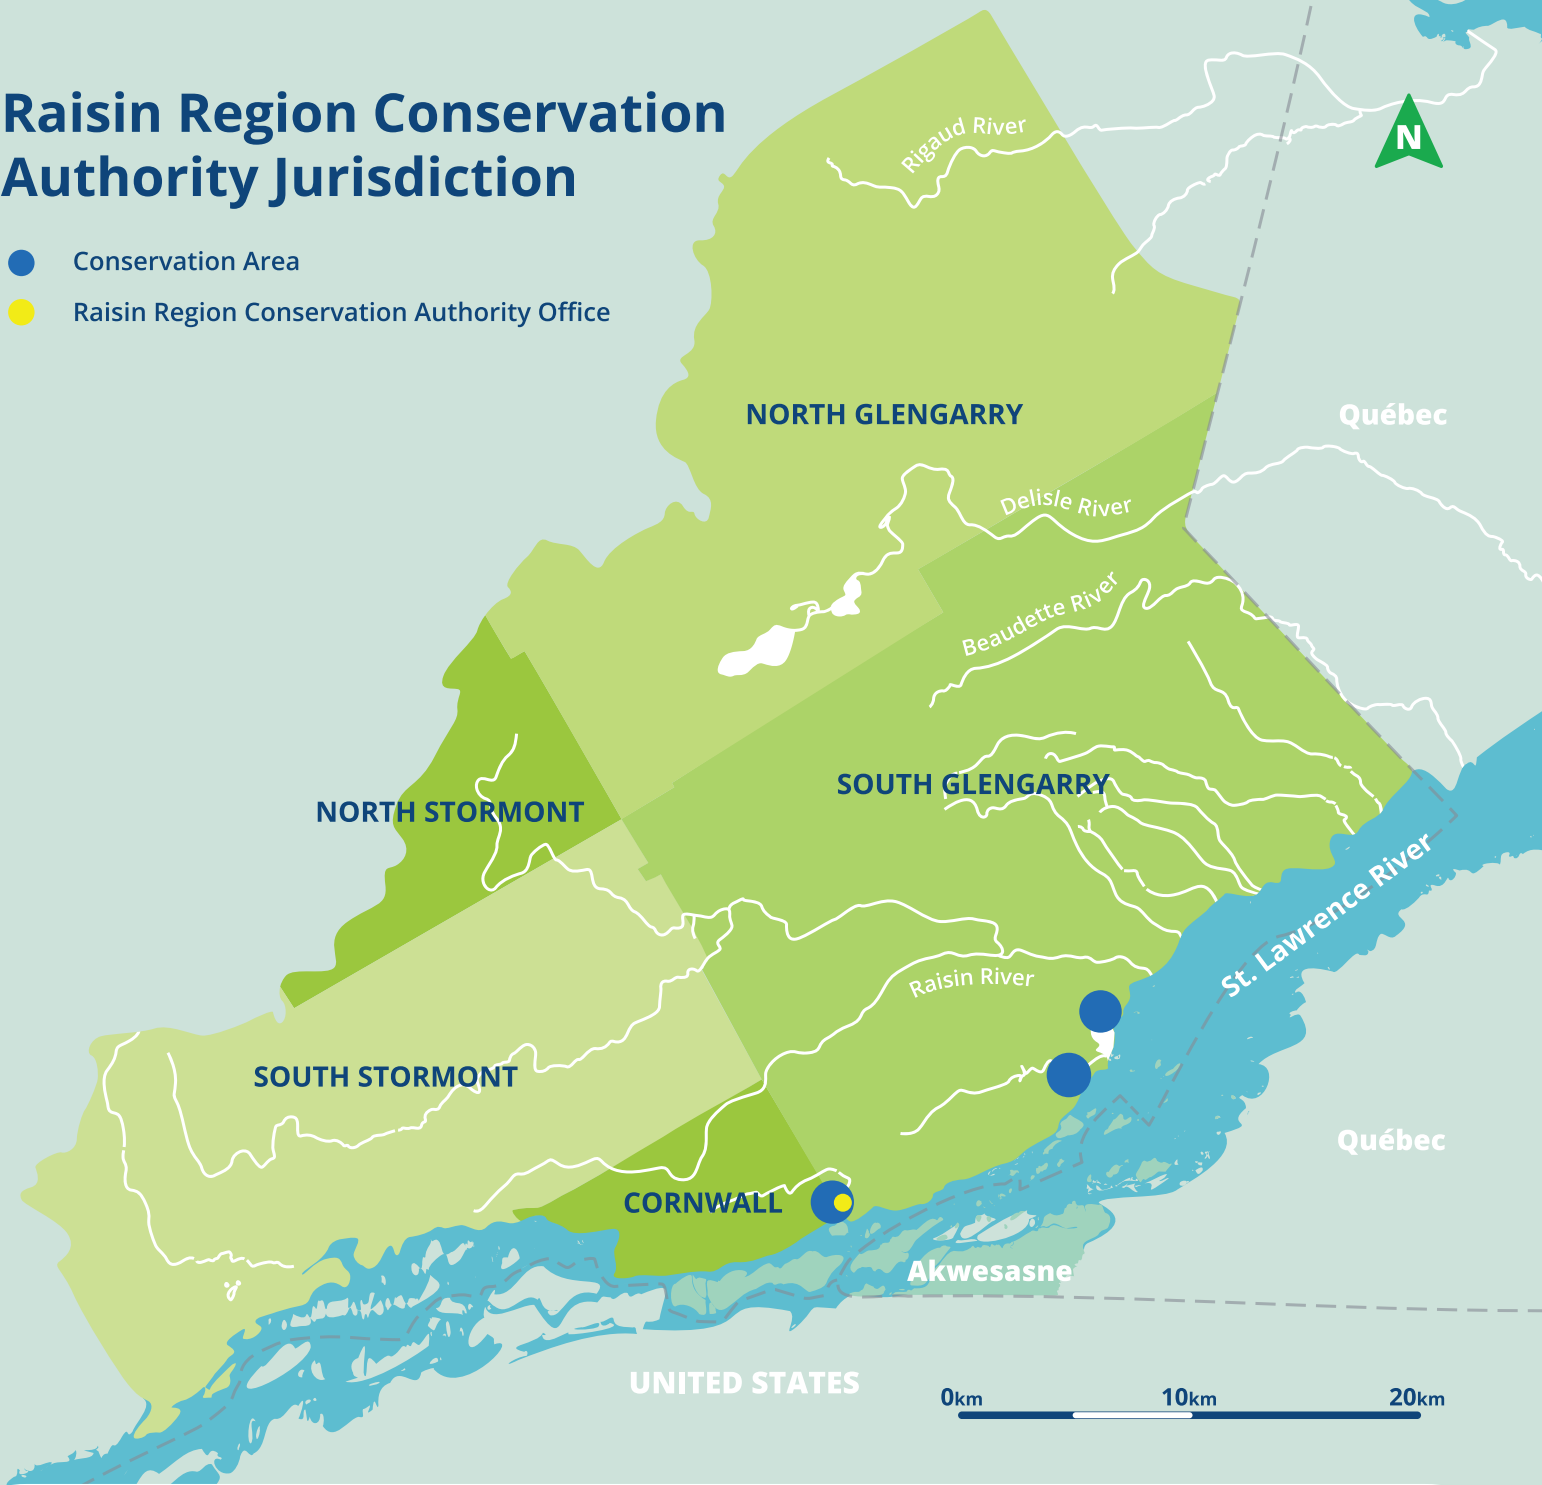 Raisin Region Conservation
Authority Jurisdiction
Conservation Area
Raisin Region Conservation Authority Office
N
Rigaud River
NORTH GLENGARRY
Québec
Delisle River
Beaudette River
SOUTH GLENGARRY
NORTH STORMONT
St. Lawrence River
Raisin River
SOUTH STORMONT
Québec
CORNWALL
Akwesasne
UNITED STATES
0km 10km 20km